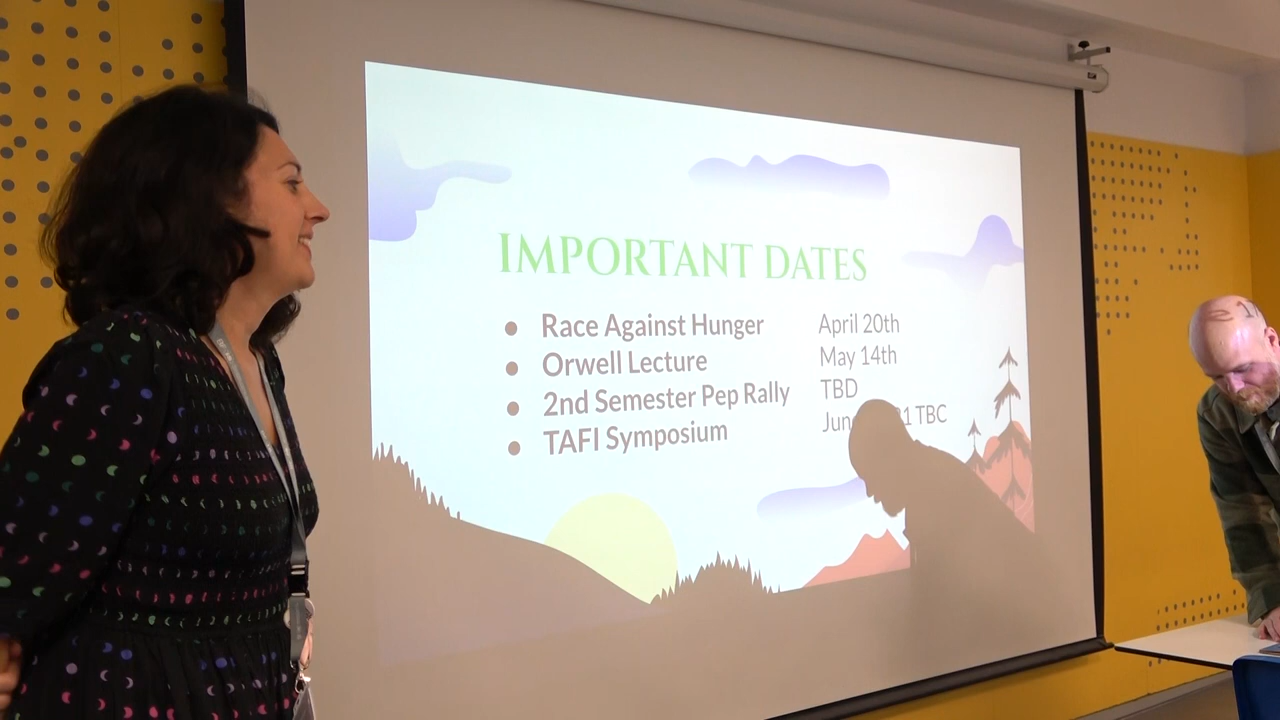 IMPORTANT DATES
Race Against Hunger April 20th
Orwell Lecture May 14th
2nd Semester Pep Rally TBD
TAFI Symposium 1 TBC